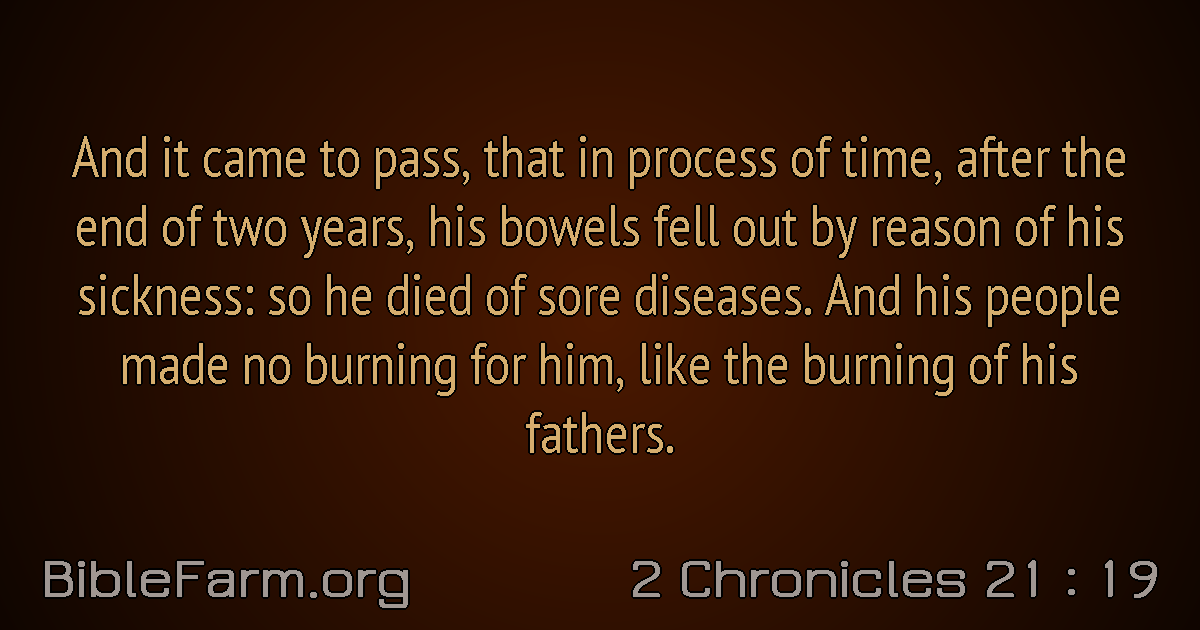 And it came to pass, that in process of time, after the
end of two years, his bowels fell out by reason of his
sickness: so he died of sore diseases. And his people
made no burning for him, like the burning of his
fathers.
BibleFarm.org
2 Chronicles 21 : 19